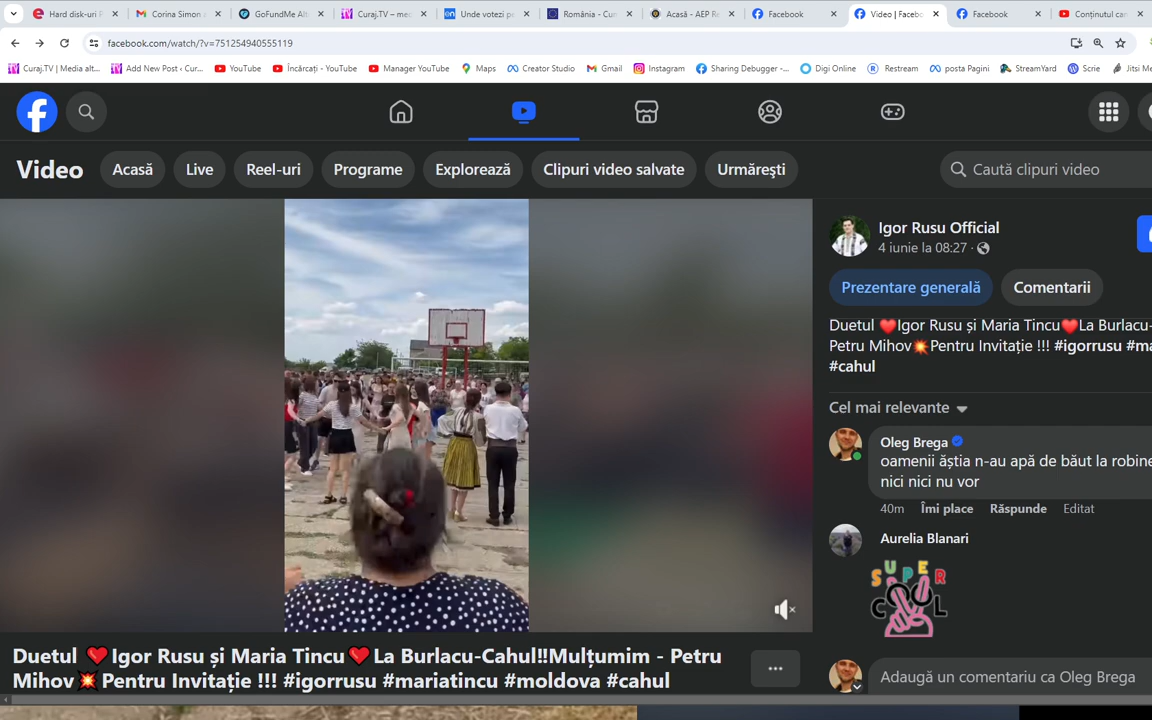 Hard disk-uri
Corina Simon
GoFundMe Alt
Curaj.TV – me
Unde votezi pe
România - Cur
Acasă - AEP R
Facebook
Video | Faceb
Facebook
Conținutul car
facebook.com/watch/?v=751254940555119
Curaj.TV | Media alt...
Add New Post ‹ Cur...
YouTube
Încărcați - YouTube
Manager YouTube
Maps
Creator Studio
Gmail
Instagram
Sharing Debugger -...
Digi Online
Restream
posta Pagini
StreamYard
Scrie
Jitsi Me
Video
Acasă
Live
Reel-uri
Programe
Explorează
Clipuri video salvate
Urmărești
Caută clipuri video
Igor Rusu Official
4 iunie la 08:27 ·
Prezentare generală
Comentarii
Duetul ❤️Igor Rusu și Maria Tincu❤️La Burlacu-
Petru Mihov💥Pentru Invitație !!! #igorrusu #ma
#cahul
Cel mai relevante
Oleg Brega
oamenii ăștia n-au apă de băut la robine
nici nici nu vor
40m Îmi place Răspunde Editat
Aurelia Blanari
SUPER
COOL
Adaugă un comentariu ca Oleg Brega
Duetul ❤️Igor Rusu și Maria Tincu❤️La Burlacu-Cahul‼️Mulțumim - Petru
Mihov💥Pentru Invitație !!! #igorrusu #mariatincu #moldova #cahul